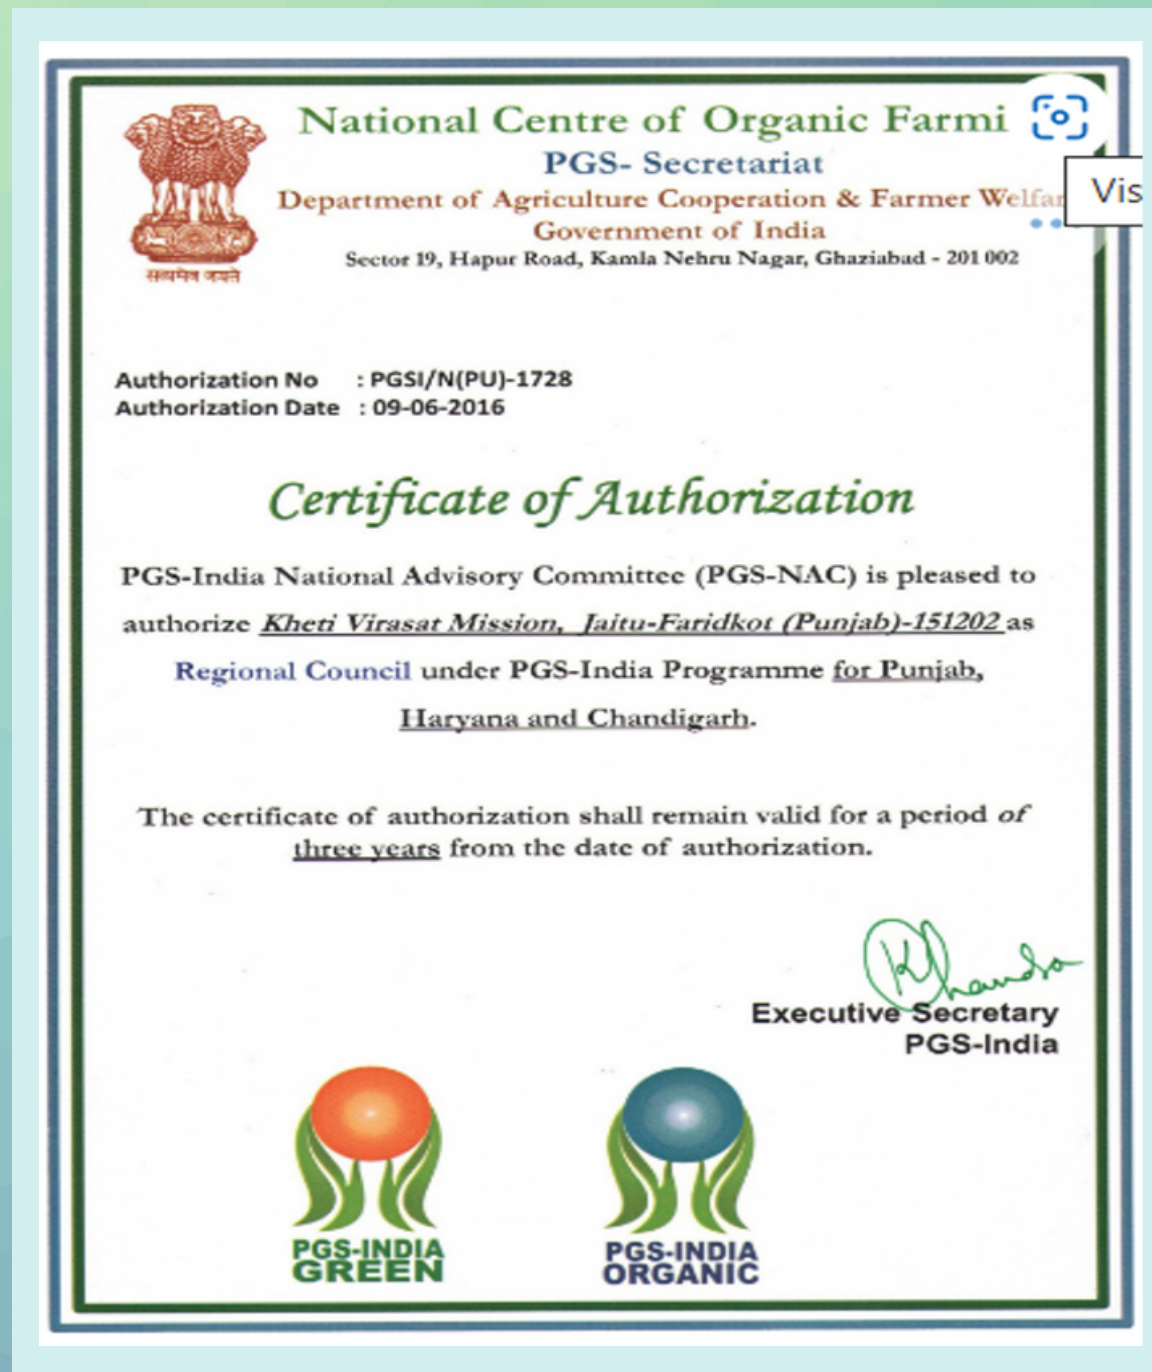 National Centre of Organic Farmi
PGS- Secretariat
Department of Agriculture Cooperation & Farmer Welfar
Government of India
Sector 19, Hapur Road, Kamla Nehru Nagar, Ghaziabad - 201 002
Vis
सत्यमेव जयते
Authorization No : PGSI/N(PU)-1728
Authorization Date : 09-06-2016
Certificate of Authorization
PGS-India National Advisory Committee (PGS-NAC) is pleased to
authorize Kheti Virasat Mission, Jaitu-Faridkot (Punjab)-151202 as
Regional Council under PGS-India Programme for Punjab,
Haryana and Chandigarh.
The certificate of authorization shall remain valid for a period of
three years from the date of authorization.
KChandra
Executive Secretary
PGS-India
PGS-INDIA
GREEN
PGS-INDIA
ORGANIC